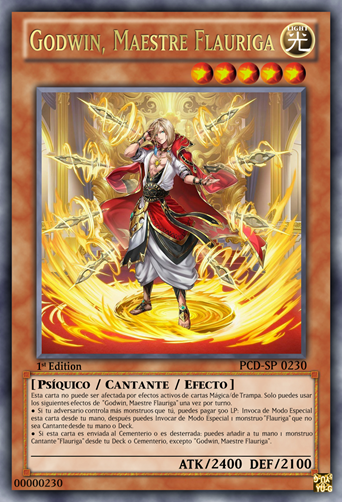 GODWIN, MAESTRE FLAURIGA
LIGHT
光
1st Edition
PCD-SP 0230
[ PSÍQUICO / CANTANTE / EFECTO ]
Esta carta no puede ser afectada por efectos activos de cartas Mágica/de Trampa. Solo puedes usar
los siguientes efectos de "Godwin, Maestre Flauriga" una vez por turno.
● Si tu adversario controla más monstruos que tú, puedes pagar 500 LP: Invoca de Modo Especial
esta carta desde tu mano, después puedes Invocar de Modo Especial 1 monstruo "Flauriga" que no
sea Cantante desde tu mano o Deck.
● Si esta carta es enviada al Cementerio o es desterrada: puedes añadir a tu mano 1 monstruo
Cantante "Flauriga" desde tu Deck o Cementerio, excepto "Godwin, Maestre Flauriga".
ATK/2400 DEF/2100
00000230